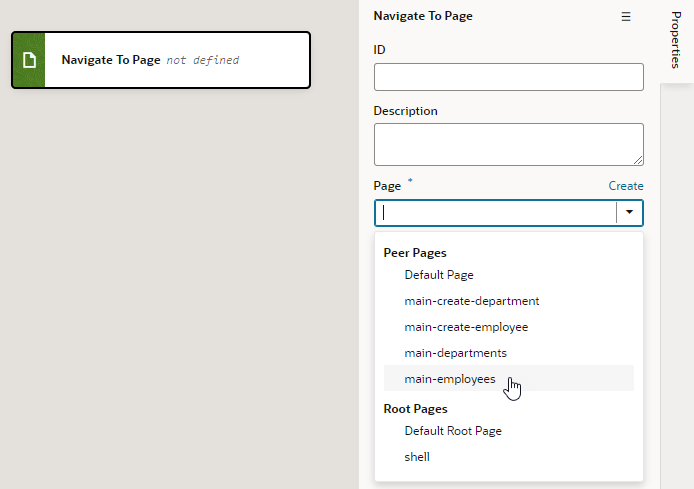 Navigate To Page not defined
Navigate To Page
Properties
ID
Description
Page * Create
Peer Pages
Default Page
main-create-department
main-create-employee
main-departments
main-employees
Root Pages
Default Root Page
shell